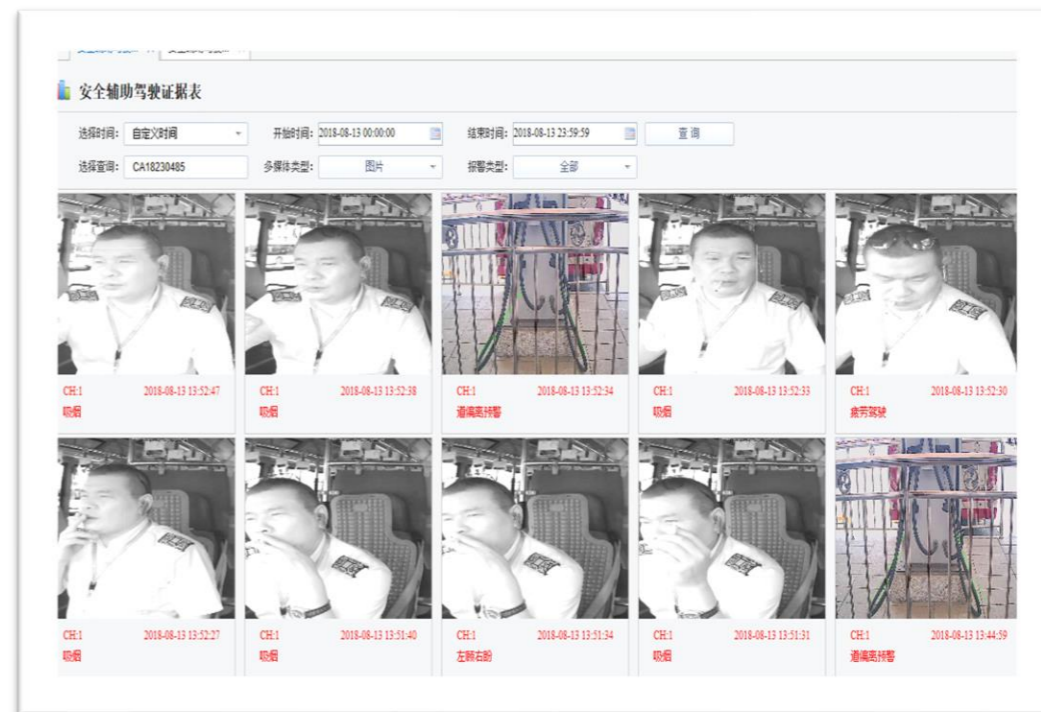 安全辅助驾驶证据表
选择时间: 自定义时间 开始时间: 2018-08-13 00:00:00 结束时间: 2018-08-13 23:59:59 查询
选择查询: CA18230485 多媒体类型: 图片 报警类型: 全部
CH:1 2018-08-13 13:52:47
吸烟
CH:1 2018-08-13 13:52:38
吸烟
CH:1 2018-08-13 13:52:34
道偏离预警
CH:1 2018-08-13 13:52:33
吸烟
CH:1 2018-08-13 13:52:30
疲劳驾驶
CH:1 2018-08-13 13:52:27
吸烟
CH:1 2018-08-13 13:51:40
吸烟
CH:1 2018-08-13 13:51:34
左顾右盼
CH:1 2018-08-13 13:51:31
吸烟
CH:1 2018-08-13 13:44:59
道偏离预警